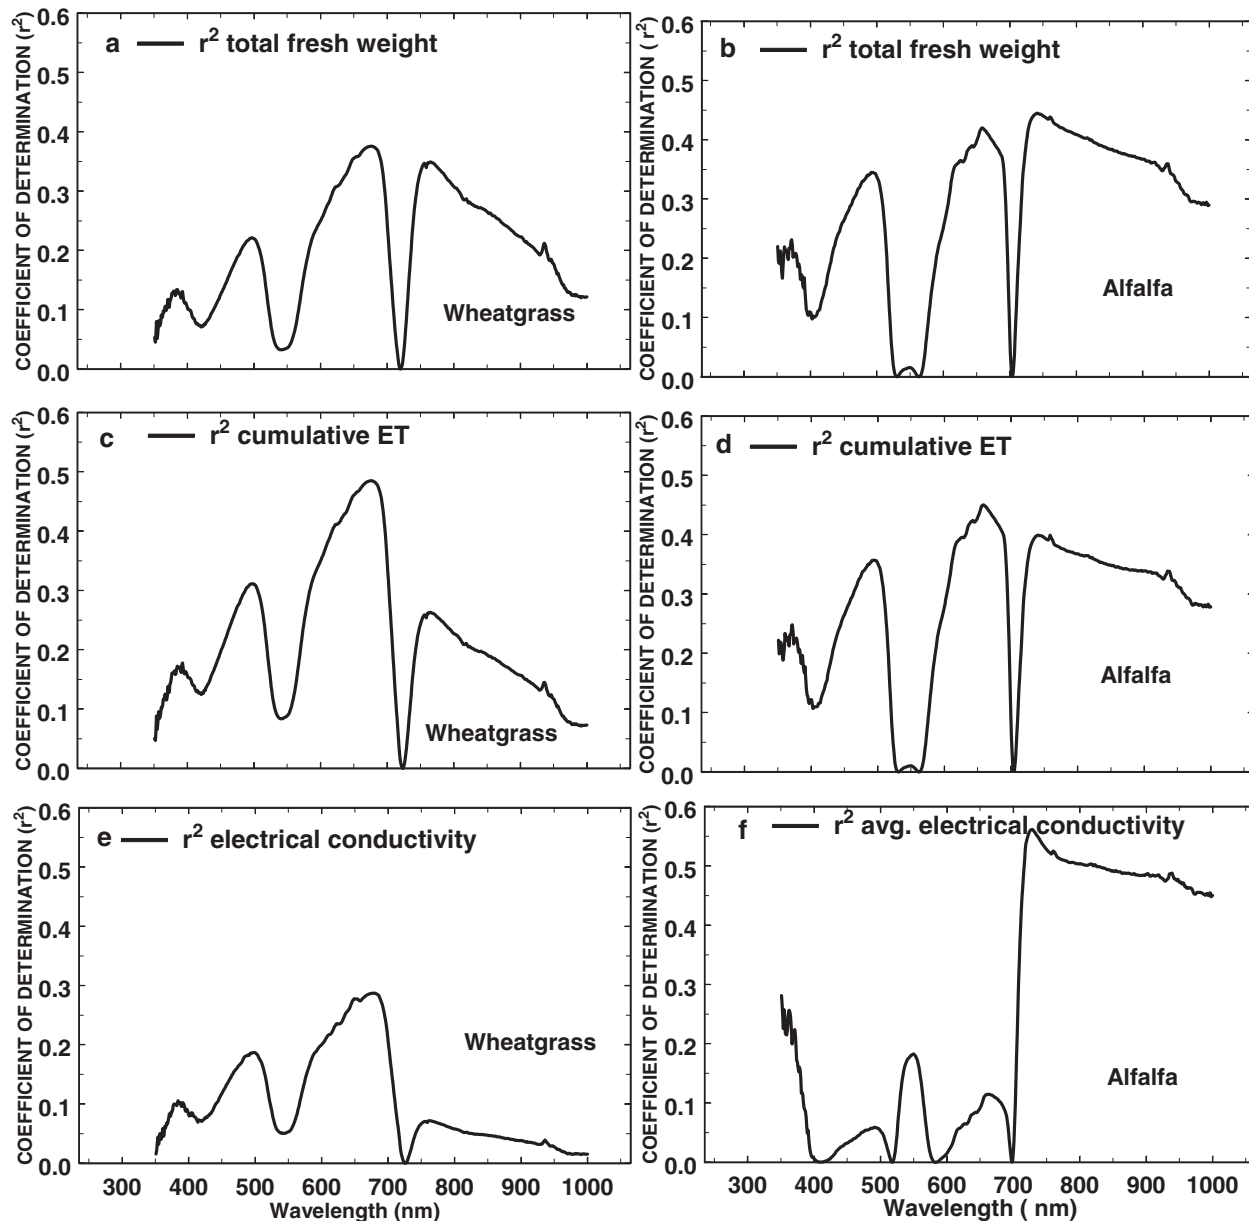 a r² total fresh weight
COEFFICIENT OF DETERMINATION (r²)
0.6
0.5
0.4
0.3
0.2
0.1
0.0
Wheatgrass
b r² total fresh weight
COEFFICIENT OF DETERMINATION ( r²)
0.6
0.5
0.4
0.3
0.2
0.1
0.0
Alfalfa
c r² cumulative ET
COEFFICIENT OF DETERMINATION (r²)
0.6
0.5
0.4
0.3
0.2
0.1
0.0
Wheatgrass
d r² cumulative ET
COEFFICIENT OF DETERMINATION (r²)
0.6
0.5
0.4
0.3
0.2
0.1
0.0
Alfalfa
e r² electrical conductivity
COEFFICIENT OF DETERMINATION (r²)
0.6
0.5
0.4
0.3
0.2
0.1
0.0
Wheatgrass
300 400 500 600 700 800 900 1000
Wavelength (nm)
f r² avg. electrical conductivity
COEFFICIENT OF DETERMINATION (r²)
0.6
0.5
0.4
0.3
0.2
0.1
0.0
Alfalfa
300 400 500 600 700 800 900 1000
Wavelength ( nm)